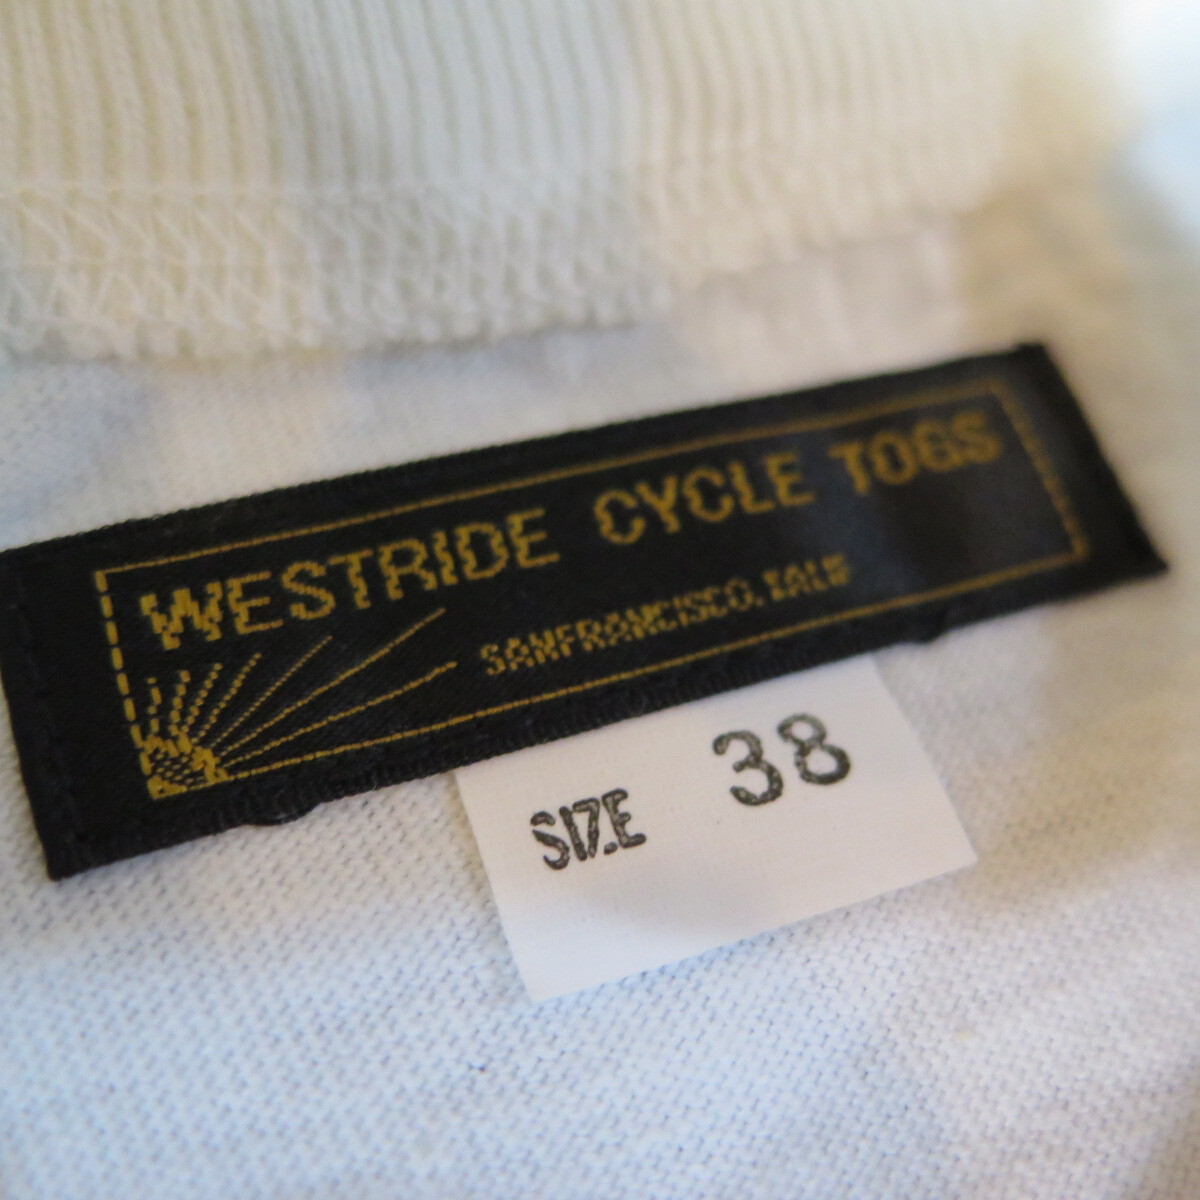 WESTRIDE CYCLE TOGS
SANFRANCISCO, CALIF
SIZE 38